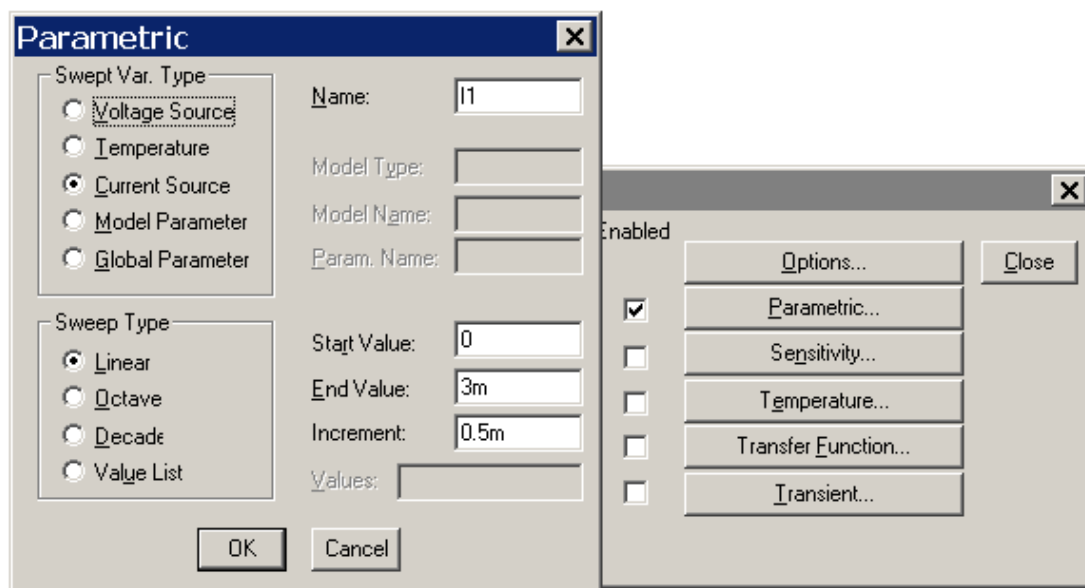 Parametric
Swept Var. Type
Voltage Source
Temperature
Current Source
Model Parameter
Global Parameter
Name: I1
Model Type:
Model Name:
Param. Name:
Sweep Type
Linear
Octave
Decade
Value List
Start Value: 0
End Value: 3m
Increment: 0.5m
Values:
OK
Cancel
Enabled
Options...
Close
Parametric...
Sensitivity...
Temperature...
Transfer Function...
Transient...